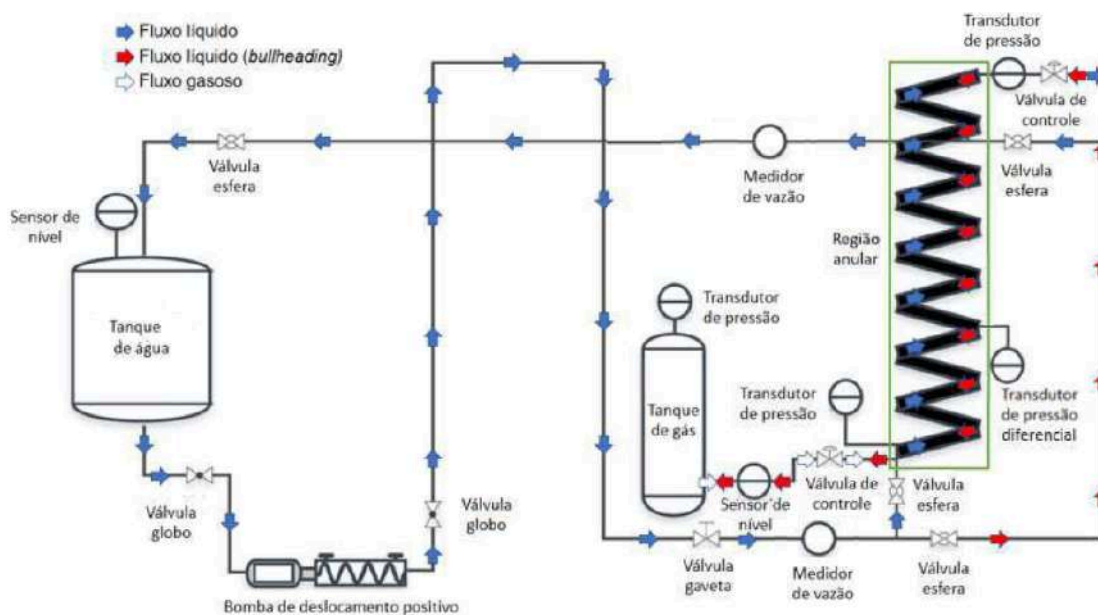 Fluxo líquido
Fluxo líquido (bullheading)
Fluxo gasoso
Transdutor
de pressão
Válvula de
controle
Válvula
esfera
Medidor
de vazão
Válvula
esfera
Sensor de
nível
Região
anular
Transdutor
de pressão
Tanque
de água
Tanque
de gás
Transdutor
de pressão
Transdutor
de pressão
diferencial
Válvula
globo
Válvula
globo
Sensor de
nível
Válvula de
controle
Válvula
esfera
Válvula
gaveta
Medidor
de vazão
Válvula
esfera
Bomba de deslocamento positivo